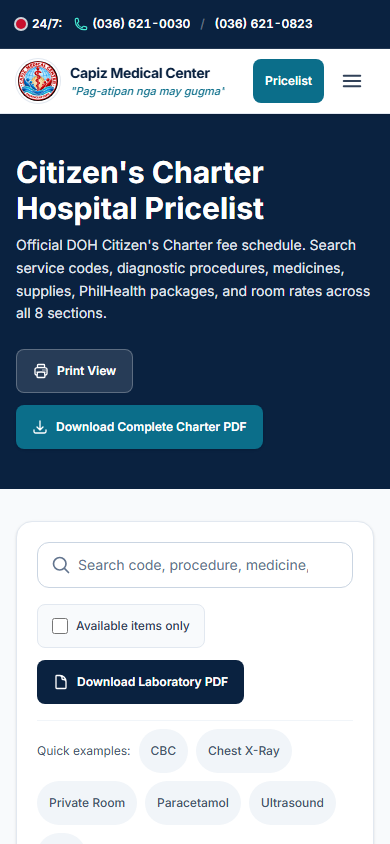 24/7: (036) 621-0030 / (036) 621-0823
Capiz Medical Center
"Pag-atipan nga may gugma"
Pricelist
Citizen's Charter
Hospital Pricelist
Official DOH Citizen's Charter fee schedule. Search
service codes, diagnostic procedures, medicines,
supplies, PhilHealth packages, and room rates across
all 8 sections.
Print View
Download Complete Charter PDF
Search code, procedure, medicine,
Available items only
Download Laboratory PDF
Quick examples: CBC Chest X-Ray
Private Room Paracetamol Ultrasound